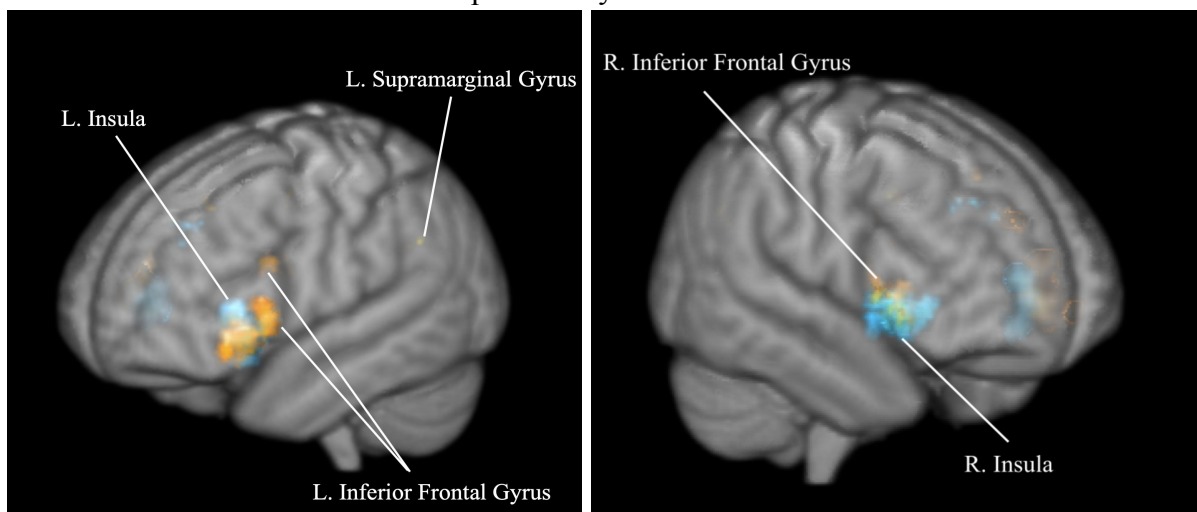 L. Supramarginal Gyrus
L. Insula
L. Inferior Frontal Gyrus
R. Inferior Frontal Gyrus
R. Insula